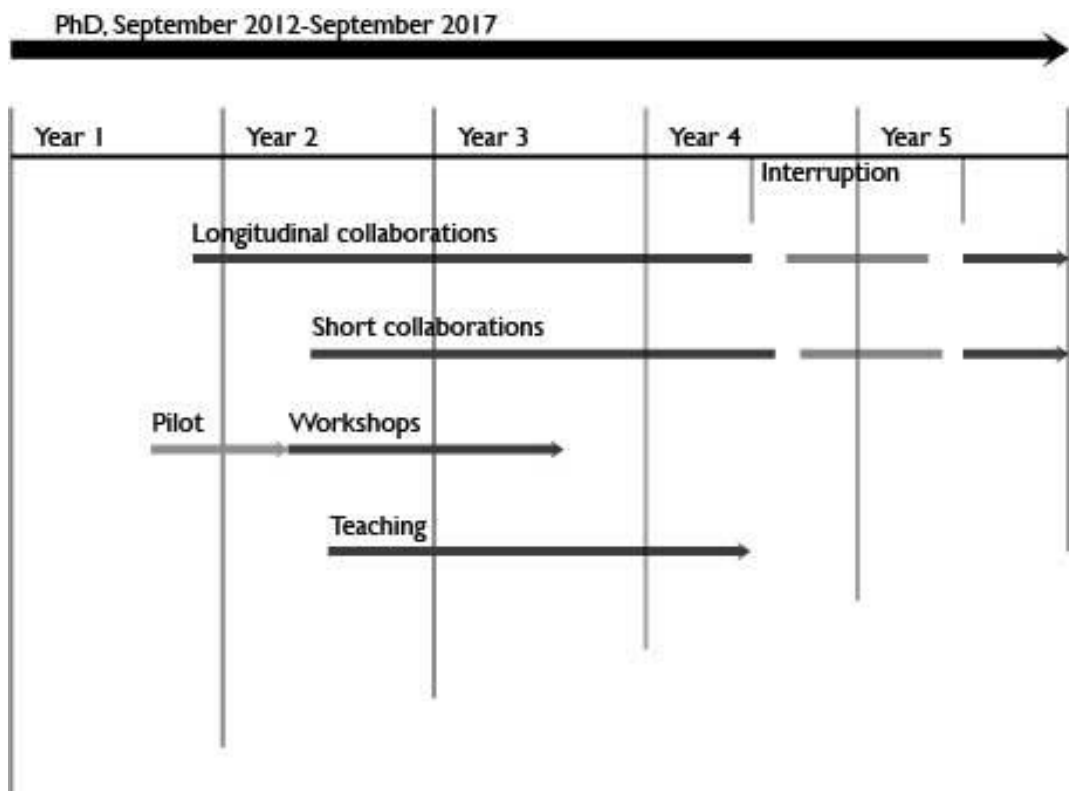 PhD, September 2012-September 2017
Year 1 Year 2 Year 3 Year 4 Year 5
Interruption
Longitudinal collaborations
Short collaborations
Pilot Workshops
Teaching